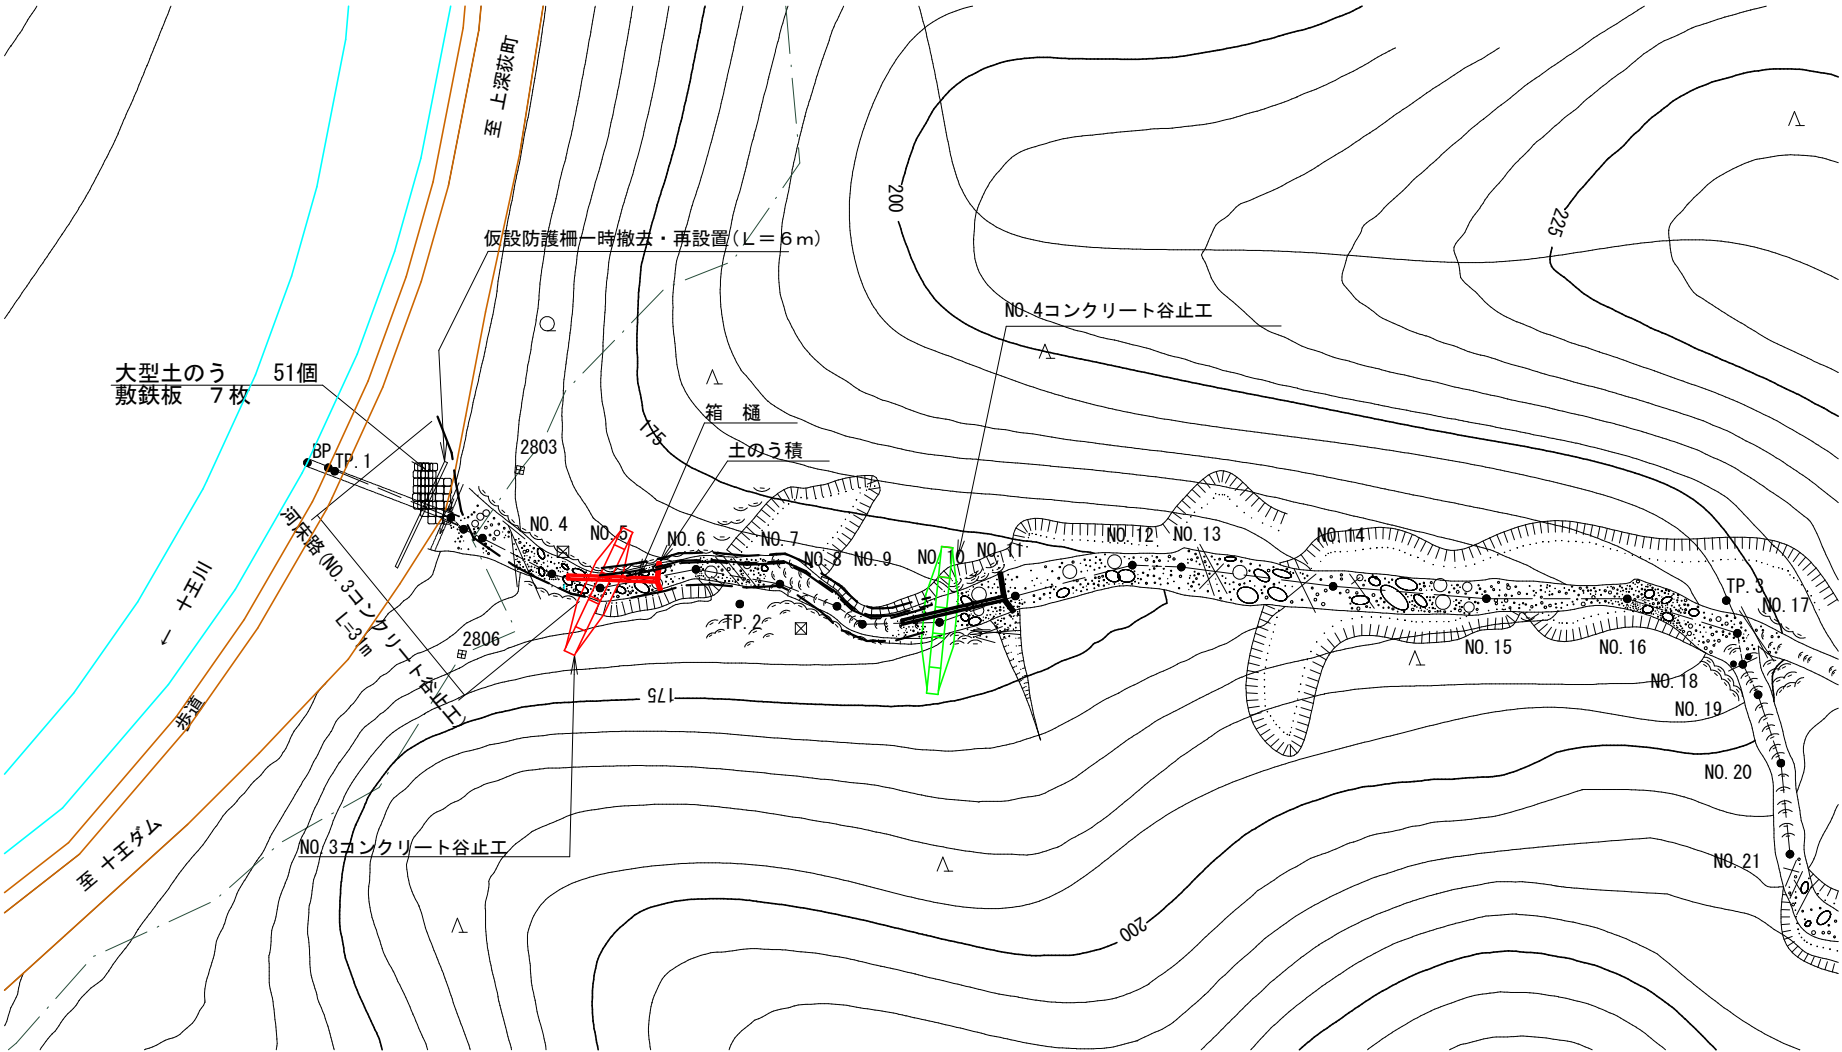 至 上深荻町
200
225
仮設防護柵一時撤去・再設置(L=6m)
NO.4コンクリート谷止工
大型土のう　51個
敷鉄板　7枚
箱　樋
175
土のう積
2803
BP
TP.1
河床路(NO.3コンクリート谷止工)
L=31m
NO.4
NO.5
NO.6
NO.7
NO.8
NO.9
NO.10
NO.11
NO.12
NO.13
NO.14
TP.2
TP.3
NO.17
NO.15
NO.16
2806
NO.18
NO.19
175
← 十王川
歩道
NO.20
至 十王ダム
NO.3コンクリート谷止工
NO.21
200